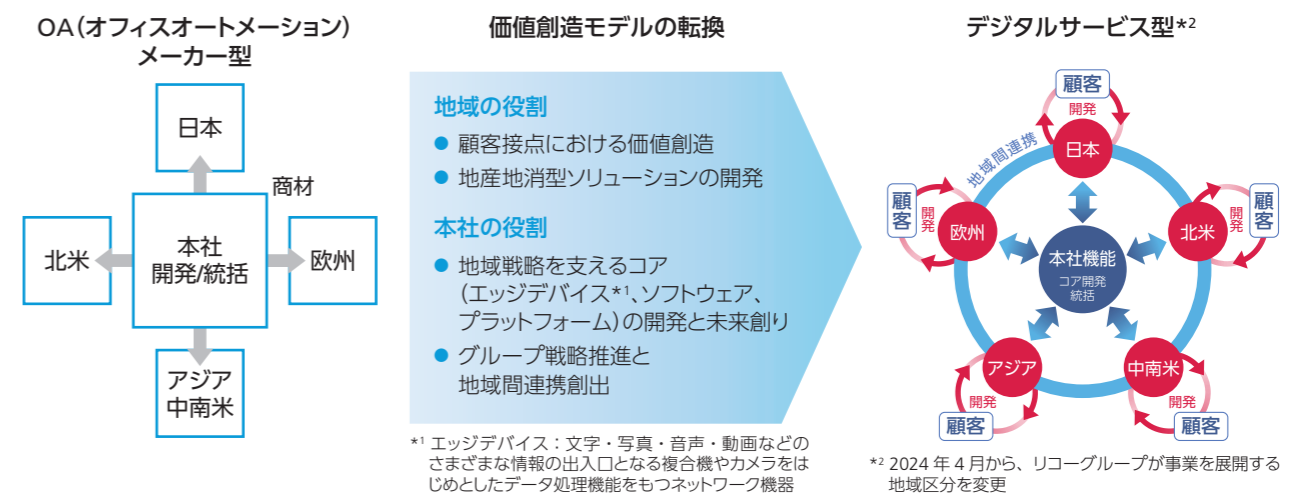 OA（オフィスオートメーション）
メーカー型
日本
商材
北米
本社
開発/統括
欧州
アジア
中南米
価値創造モデルの転換
地域の役割
● 顧客接点における価値創造
● 地産地消型ソリューションの開発
本社の役割
● 地域戦略を支えるコア
（エッジデバイス*1、ソフトウェア、
プラットフォーム）の開発と未来創り
● グループ戦略推進と
地域間連携創出
*1 エッジデバイス：文字・写真・音声・動画などの
さまざまな情報の出入口となる複合機やカメラをは
じめとしたデータ処理機能をもつネットワーク機器
デジタルサービス型*2
顧客
開発
日本
地域間連携
顧客
開発
欧州
顧客
開発
北米
本社機能
コア開発
統括
アジア
開発
顧客
中南米
開発
顧客
*2 2024年4月から、リコーグループが事業を展開する
地域区分を変更